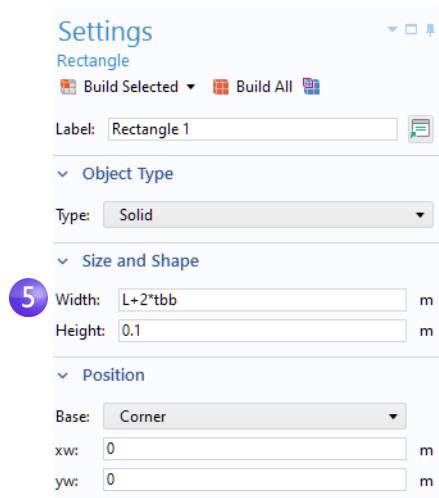 Settings
Rectangle
Build Selected Build All
Label: Rectangle 1
Object Type
Type: Solid
Size and Shape
5 Width: L+2*tbb m
Height: 0.1 m
Position
Base: Corner
xw: 0 m
yw: 0 m